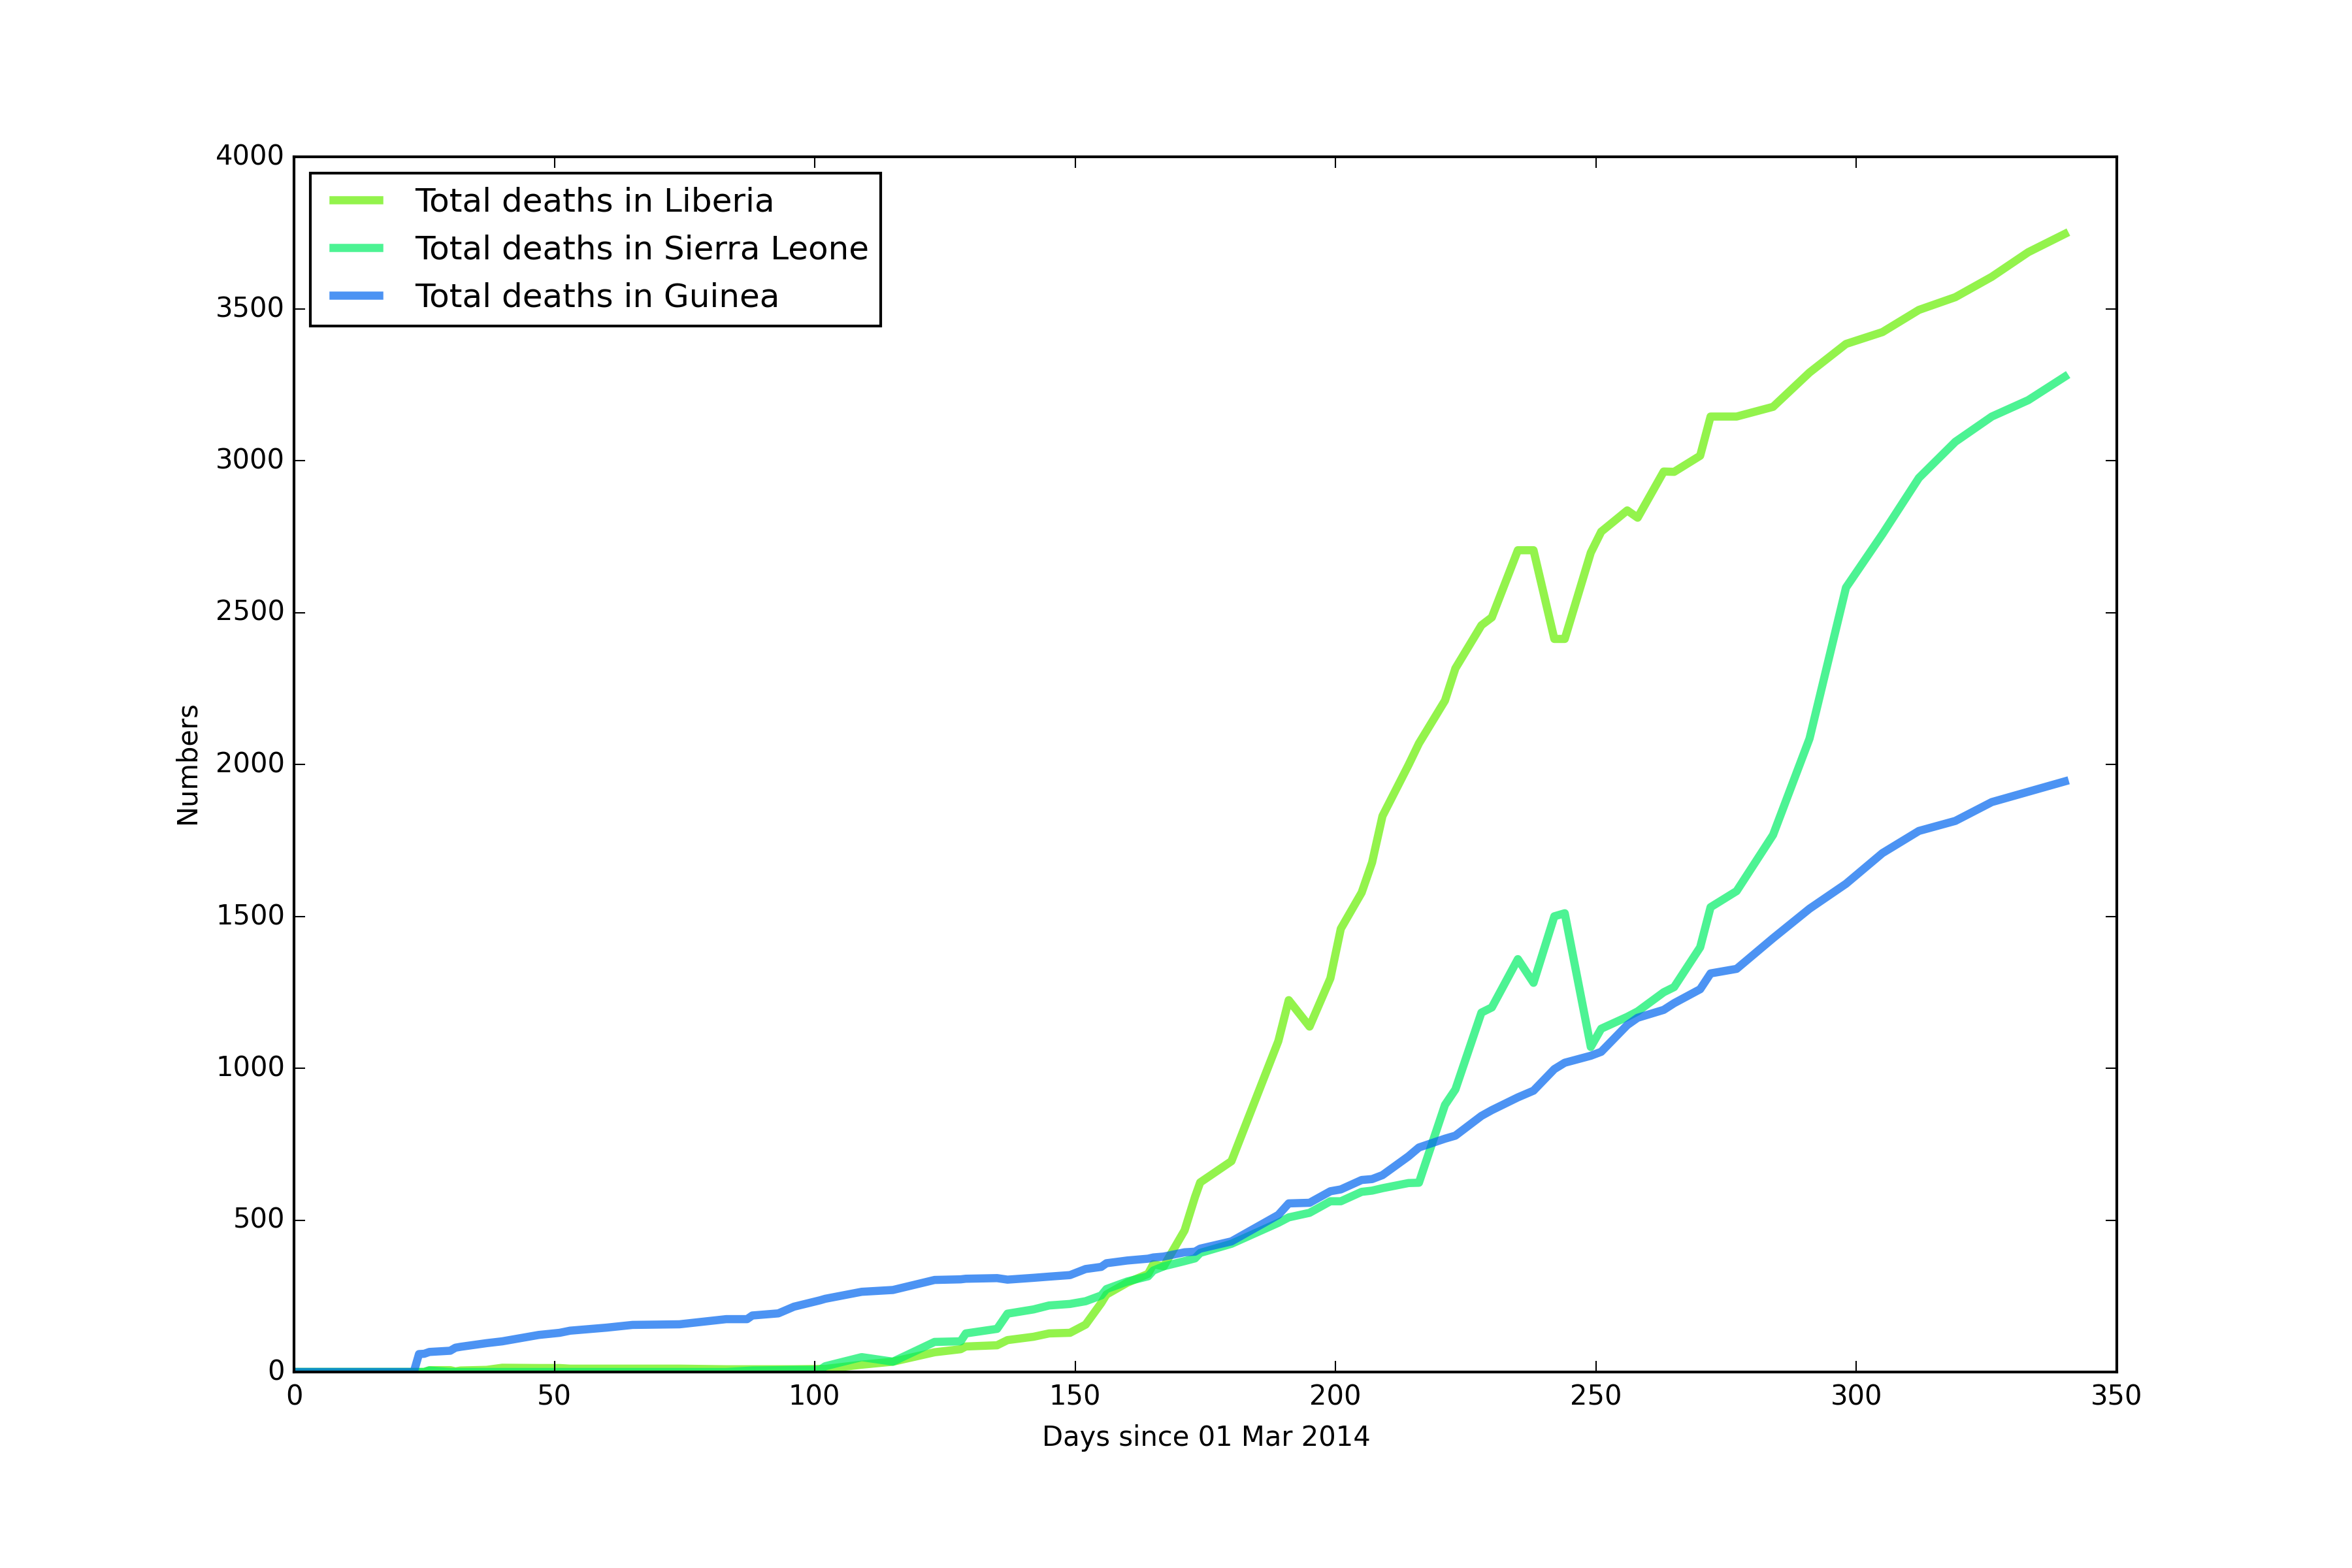 4000
3500
3000
2500
2000
1500
1000
500
0
Numbers
Total deaths in Liberia
Total deaths in Sierra Leone
Total deaths in Guinea
0 50 100 150 200 250 300 350
Days since 01 Mar 2014